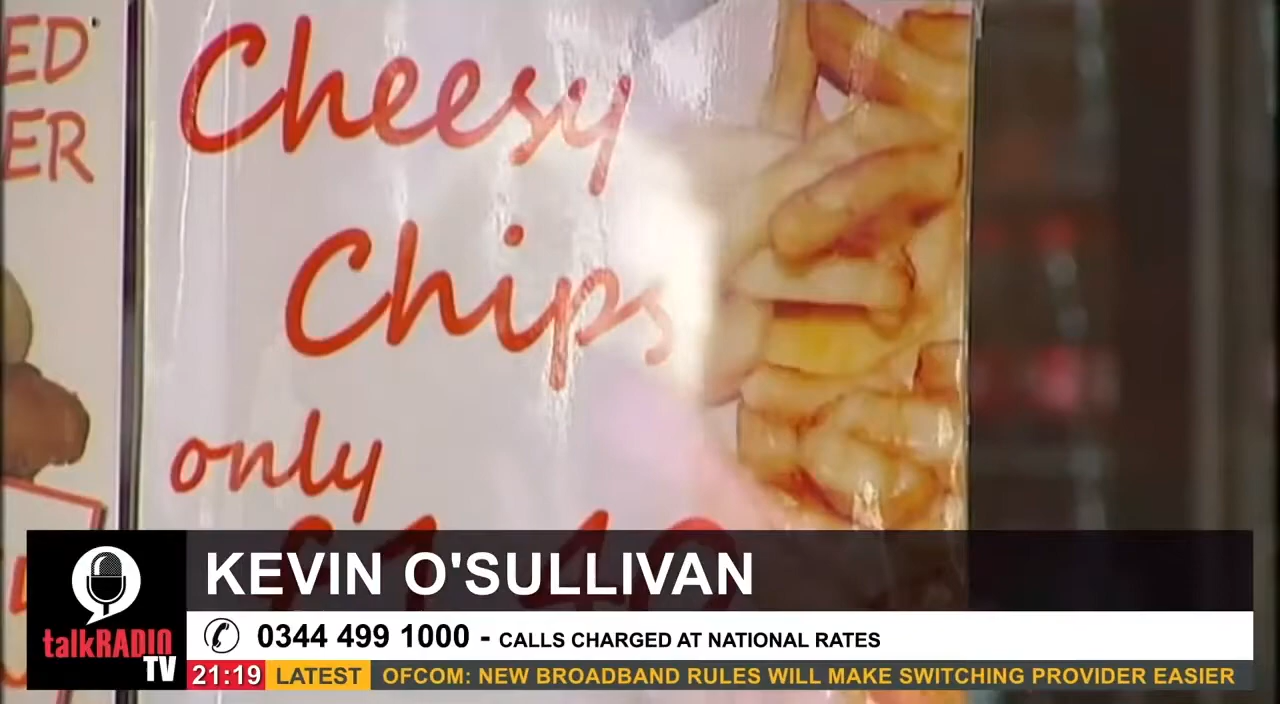 ED
ER
Cheesy
Chips
only
KEVIN O'SULLIVAN
0344 499 1000 - CALLS CHARGED AT NATIONAL RATES
talkRADIO
TV
21:19 LATEST OFCOM: NEW BROADBAND RULES WILL MAKE SWITCHING PROVIDER EASIER